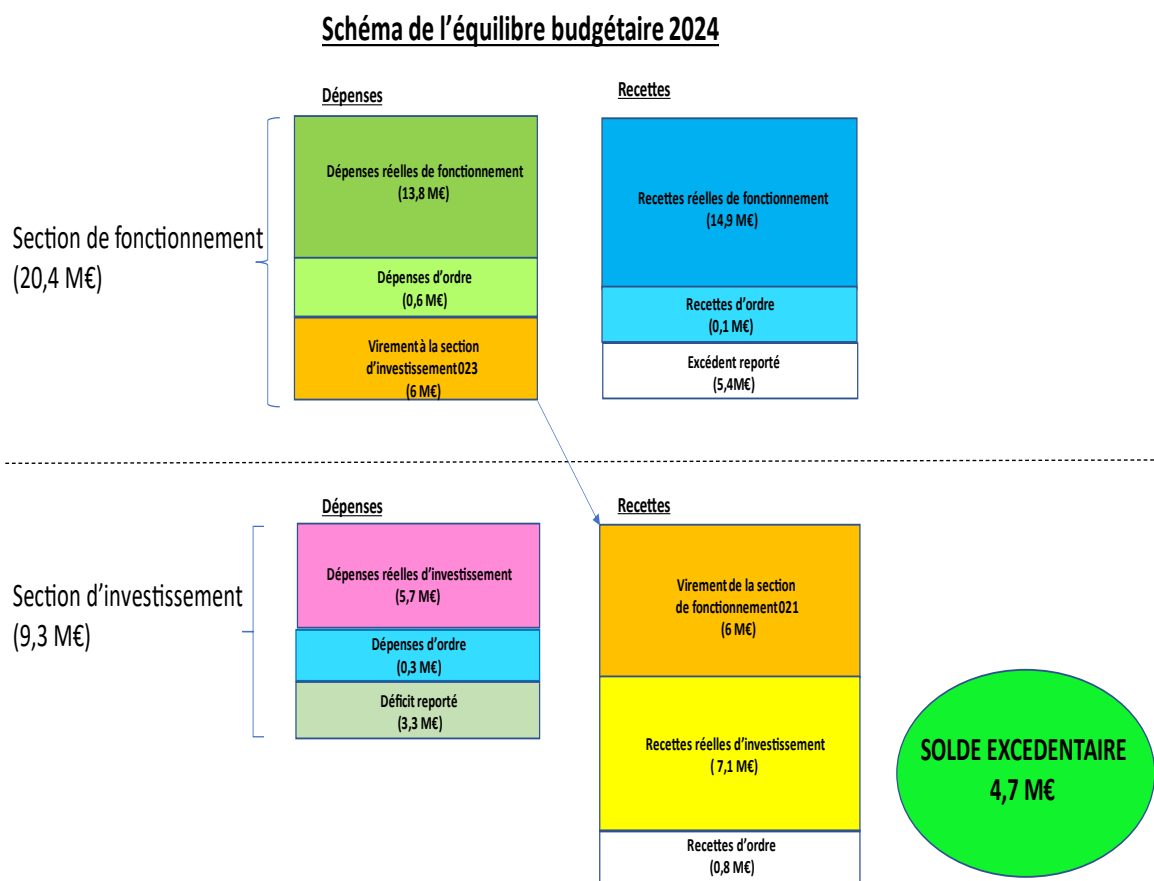 Schéma de l’équilibre budgétaire 2024
Dépenses
Recettes
Dépenses réelles de fonctionnement
(13,8 M€)
Recettes réelles de fonctionnement
(14,9 M€)
Section de fonctionnement
(20,4 M€)
Dépenses d’ordre
(0,6 M€)
Recettes d’ordre
(0,1 M€)
Virement à la section
d’investissement 023
(6 M€)
Excédent reporté
(5,4M€)
Dépenses
Recettes
Dépenses réelles d’investissement
(5,7 M€)
Section d’investissement
(9,3 M€)
Virement de la section
de fonctionnement 021
(6 M€)
Dépenses d’ordre
(0,3 M€)
Déficit reporté
(3,3 M€)
Recettes réelles d’investissement
( 7,1 M€)
SOLDE EXCEDENTAIRE
4,7 M€
Recettes d’ordre
(0,8 M€)